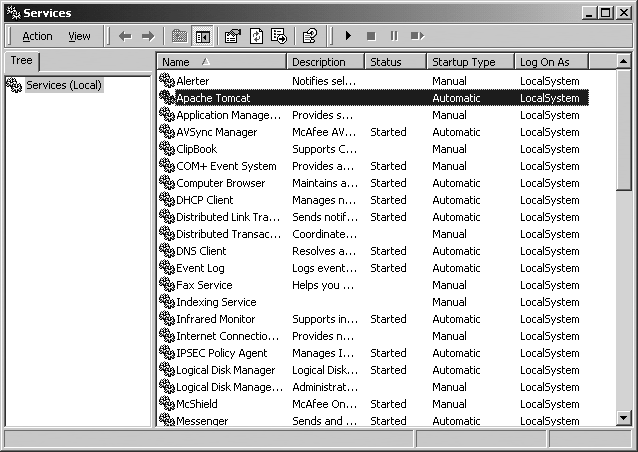 Services
Action View
Tree
Services (Local)
Name Description Status Startup Type Log On As
Alerter Notifies sel... Manual LocalSystem
Apache Tomcat Automatic LocalSystem
Application Manage... Provides s... Manual LocalSystem
AVSync Manager McAfee AV... Started Automatic LocalSystem
ClipBook Supports C... Manual LocalSystem
COM+ Event System Provides a... Started Manual LocalSystem
Computer Browser Maintains a... Started Automatic LocalSystem
DHCP Client Manages n... Started Automatic LocalSystem
Distributed Link Tra... Sends notif... Started Automatic LocalSystem
Distributed Transac... Coordinate... Manual LocalSystem
DNS Client Resolves a... Started Automatic LocalSystem
Event Log Logs event... Started Automatic LocalSystem
Fax Service Helps you ... Manual LocalSystem
Indexing Service Manual LocalSystem
Infrared Monitor Supports in... Started Automatic LocalSystem
Internet Connectio... Provides n... Manual LocalSystem
IPSEC Policy Agent Manages I... Started Automatic LocalSystem
Logical Disk Manager Logical Disk... Started Automatic LocalSystem
Logical Disk Manage... Administrat... Manual LocalSystem
McShield McAfee On... Started Manual LocalSystem
Messenger Sends and ... Started Automatic LocalSystem